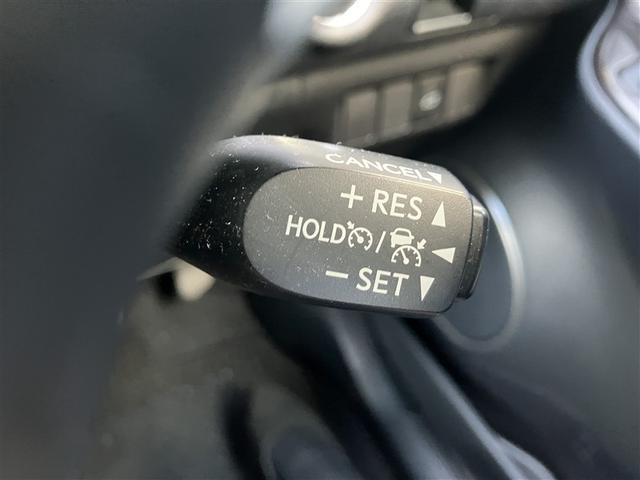 CANCEL▼
+ RES▲
HOLD /
− SET▼